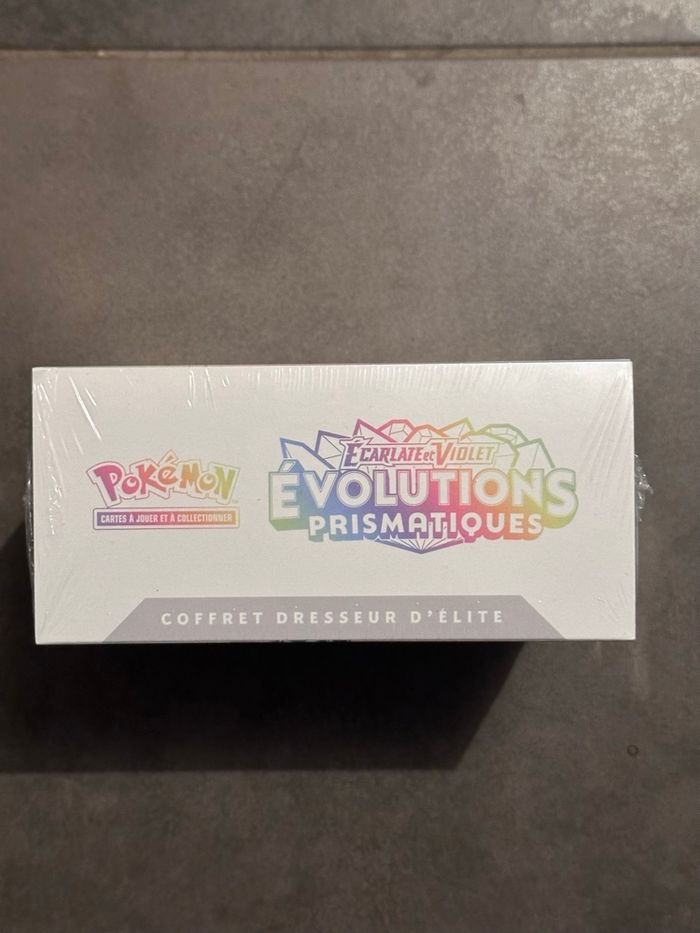 Pokémon
CARTES À JOUER ET À COLLECTIONNER
ÉCARLATE et VIOLET
ÉVOLUTIONS
PRISMATIQUES
COFFRET DRESSEUR D'ÉLITE